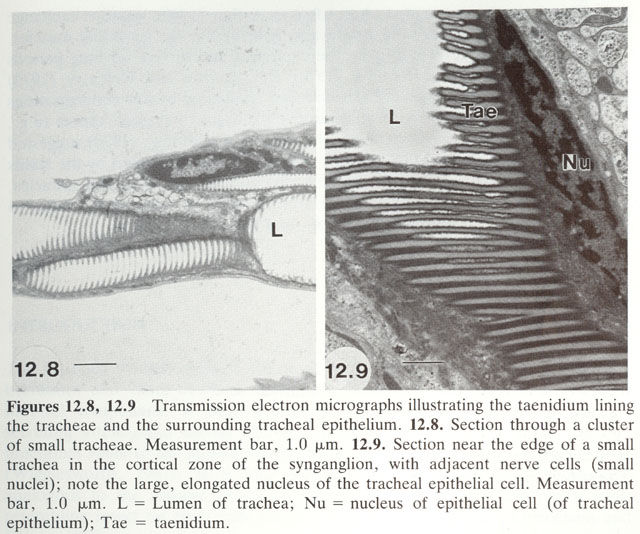 L
12.8
L
Tae
Nu
12.9
Figures 12.8, 12.9 Transmission electron micrographs illustrating the taenidium lining
the tracheae and the surrounding tracheal epithelium. 12.8. Section through a cluster
of small tracheae. Measurement bar, 1.0 μm. 12.9. Section near the edge of a small
trachea in the cortical zone of the synganglion, with adjacent nerve cells (small
nuclei); note the large, elongated nucleus of the tracheal epithelial cell. Measurement
bar, 1.0 μm. L = Lumen of trachea; Nu = nucleus of epithelial cell (of tracheal
epithelium); Tae = taenidium.